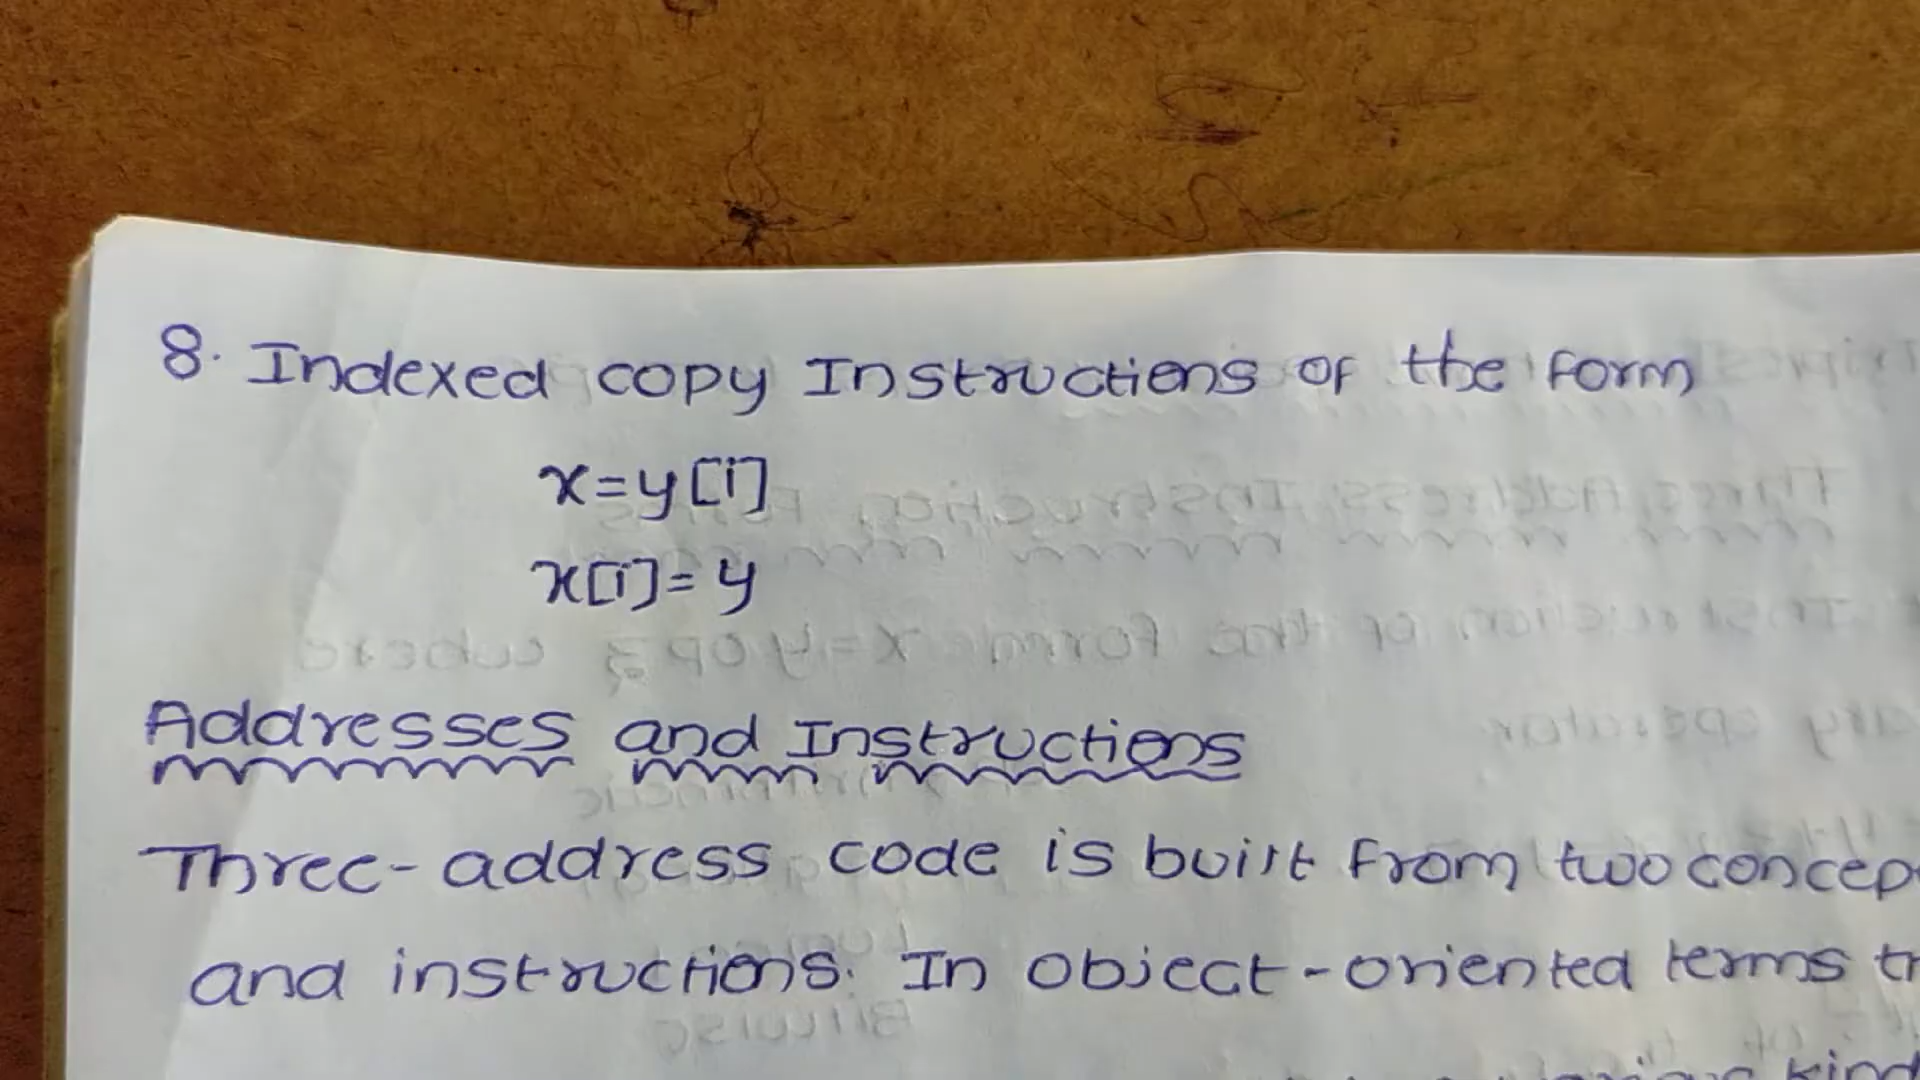 8. Indexed copy Instructions of the form
x=y[i]
x[i]=y
Addresses and Instructions
Three-address code is built from two concep
and instructions. In object-oriented terms
kind